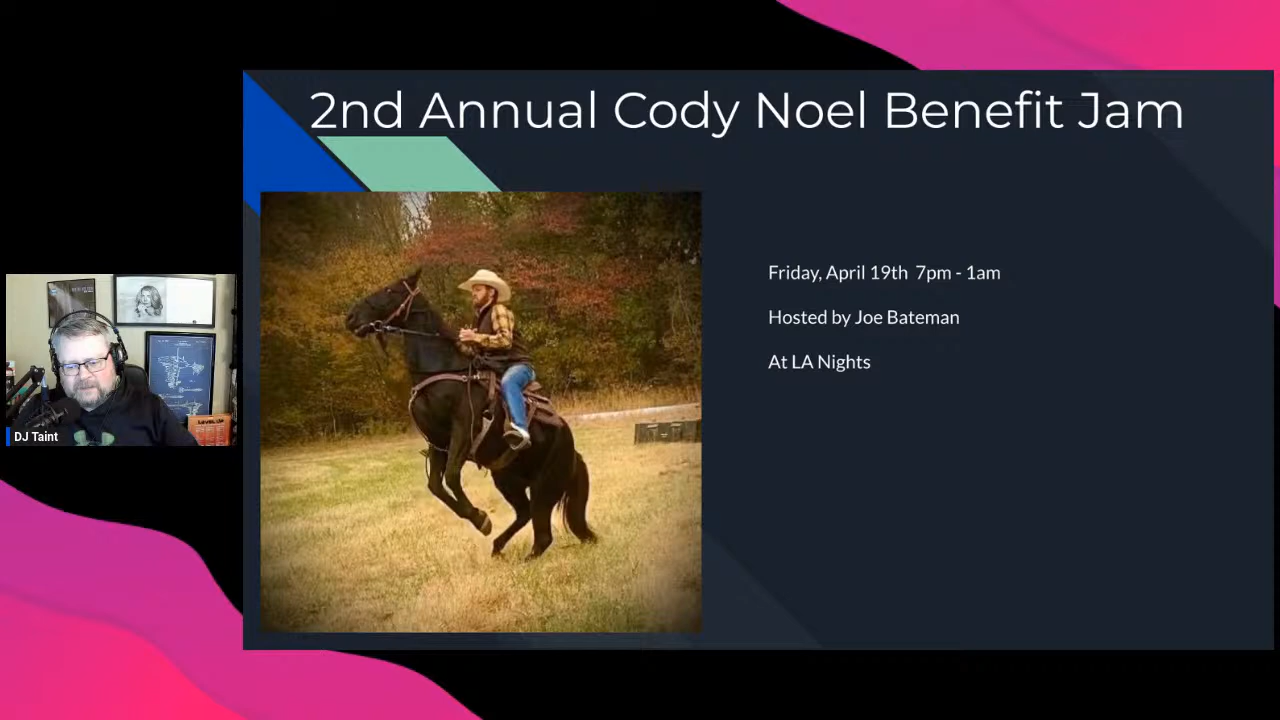 2nd Annual Cody Noel Benefit Jam
Friday, April 19th 7pm - 1am
Hosted by Joe Bateman
At LA Nights
DJ Taint